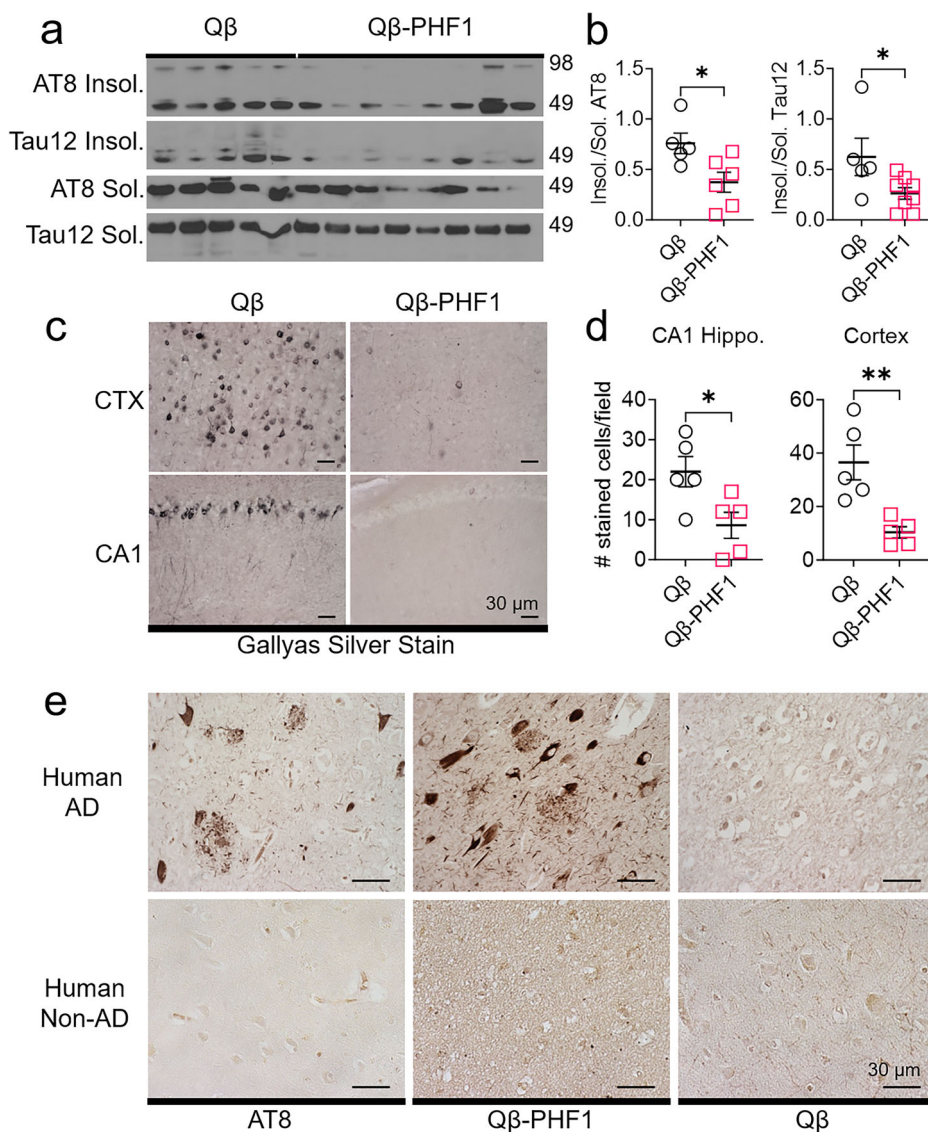 a
Qβ Qβ-PHF1
AT8 Insol.
98
49
Tau12 Insol.
49
AT8 Sol.
49
Tau12 Sol.
49
b
Insol./Sol. AT8
1.5
1.0
0.5
0.0
*
Qβ
Qβ-PHF1
Insol./Sol. Tau12
1.5
1.0
0.5
0.0
*
Qβ
Qβ-PHF1
c
Qβ Qβ-PHF1
CTX
CA1
30 µm
Gallyas Silver Stain
d
# stained cells/field
CA1 Hippo.
40
30
20
10
0
*
Qβ
Qβ-PHF1
Cortex
60
40
20
0
**
Qβ
Qβ-PHF1
e
Human
AD
Human
Non-AD
30 µm
AT8 Qβ-PHF1 Qβ